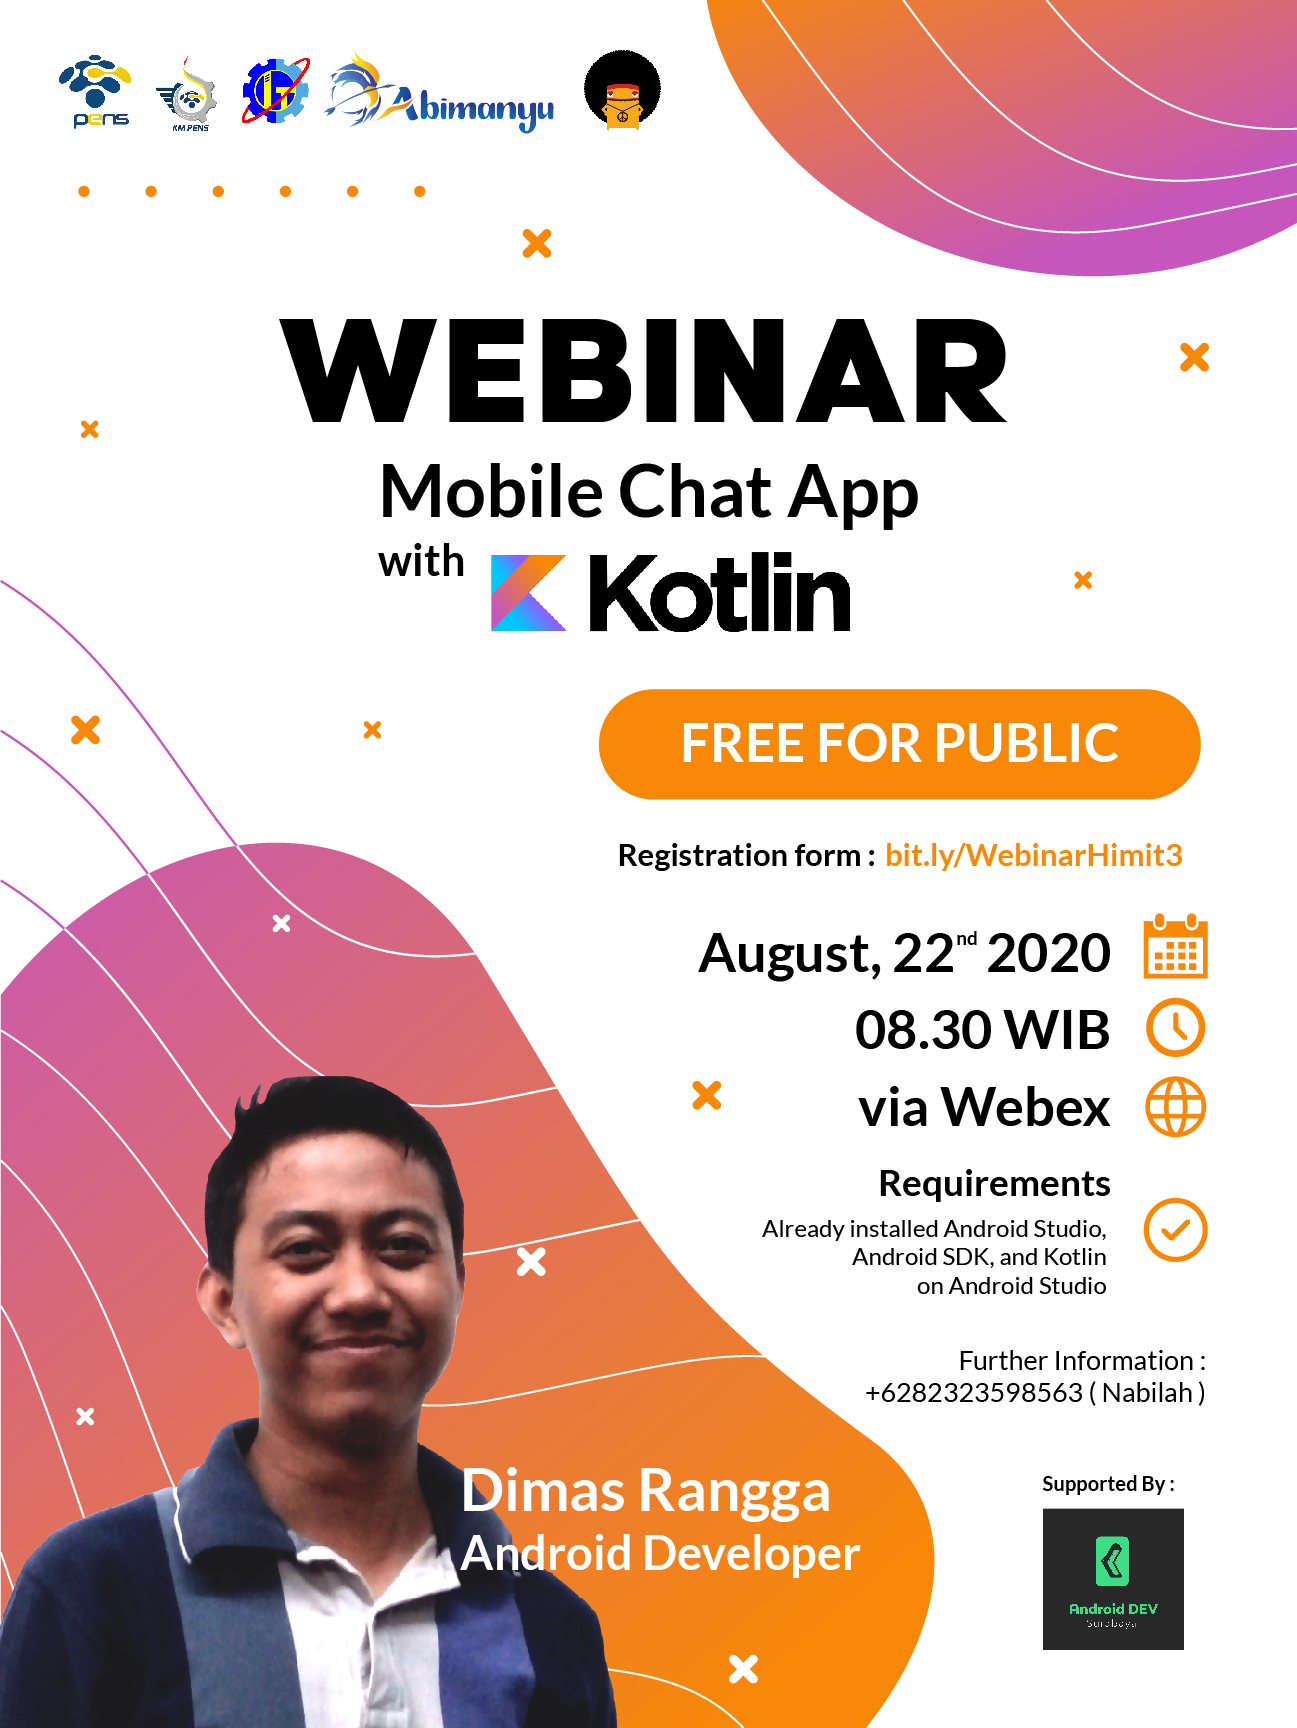 pens
KM PENS
IT
Abimanyu
WEBINAR
Mobile Chat App
with Kotlin
FREE FOR PUBLIC
Registration form : bit.ly/WebinarHimit3
August, 22nd 2020
08.30 WIB
via Webex
Requirements
Already installed Android Studio,
Android SDK, and Kotlin
on Android Studio
Further Information :
+6282323598563 ( Nabilah )
Dimas Rangga
Android Developer
Supported By :
Android DEV
Surabaya